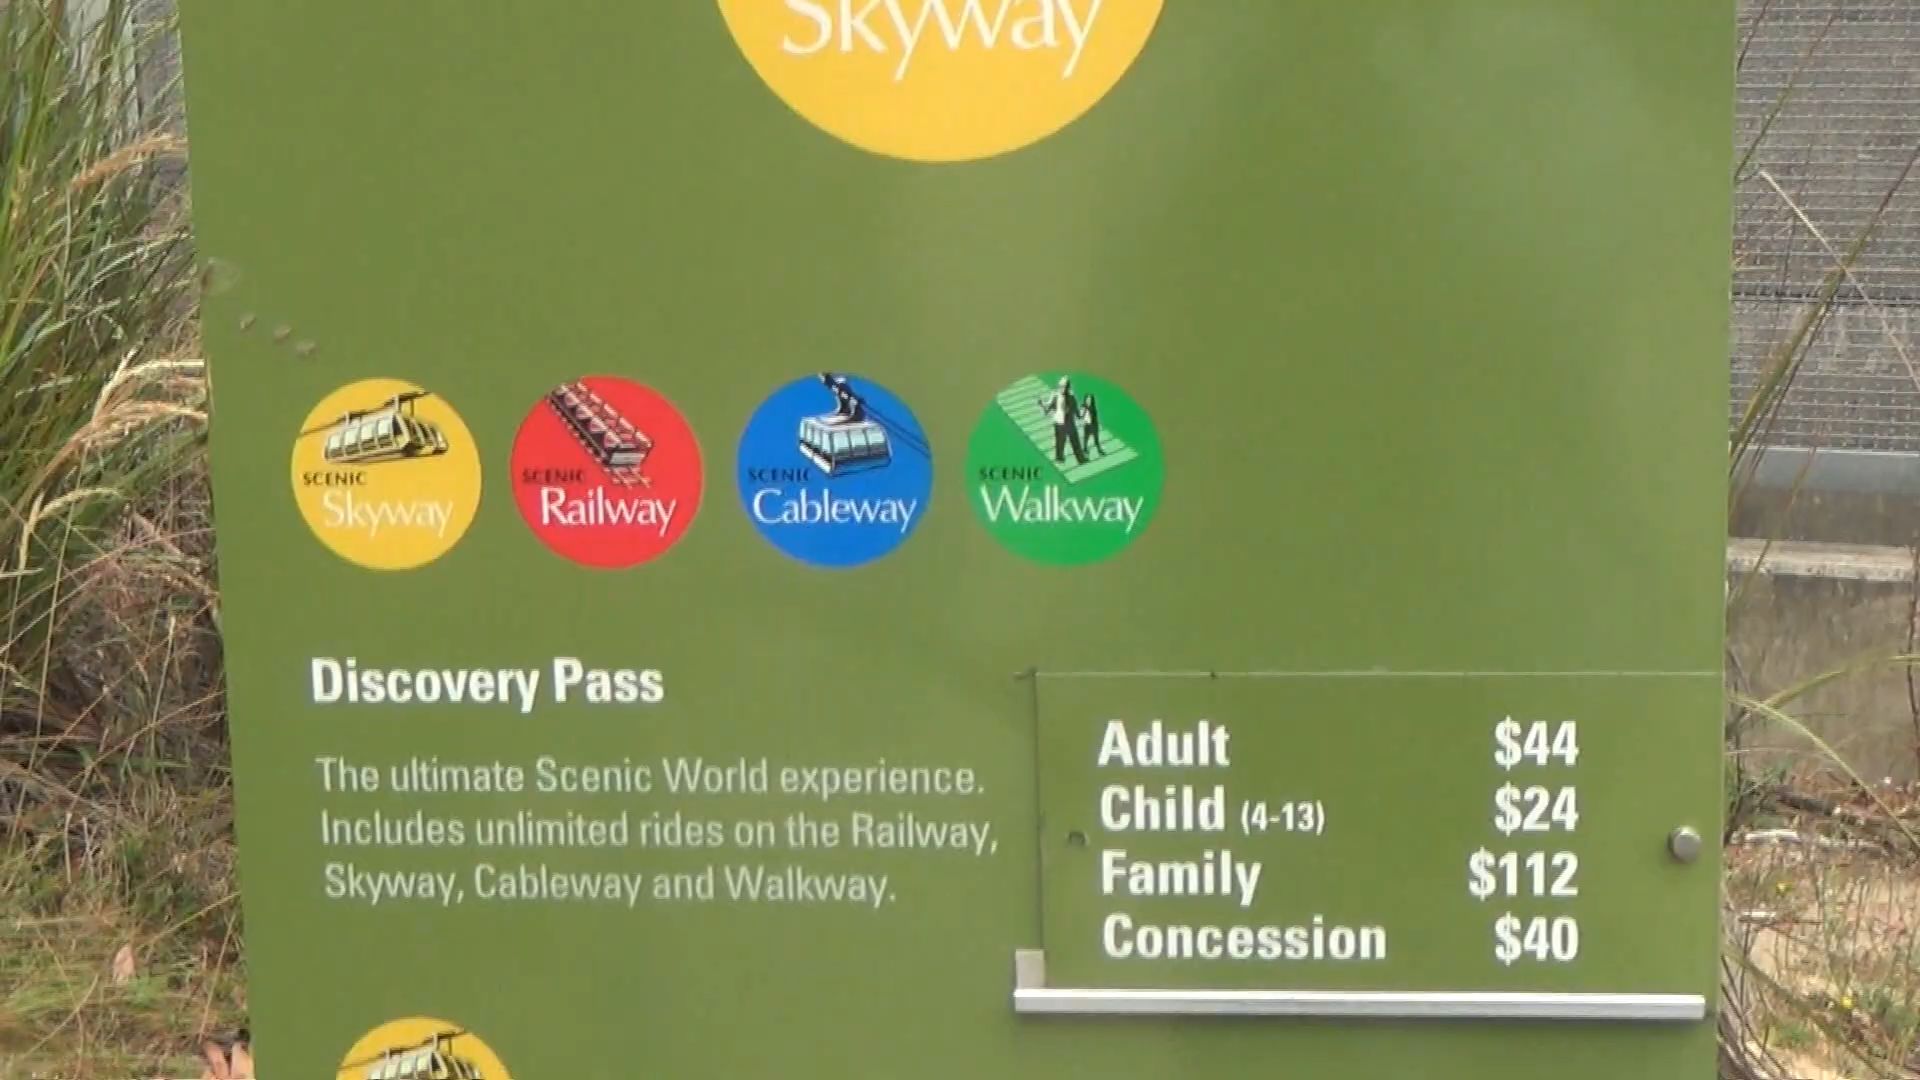 Skyway
SCENIC
Skyway
SCENIC
Railway
SCENIC
Cableway
SCENIC
Walkway
Discovery Pass
The ultimate Scenic World experience.
Includes unlimited rides on the Railway,
Skyway, Cableway and Walkway.
Adult $44
Child (4-13) $24
Family $112
Concession $40